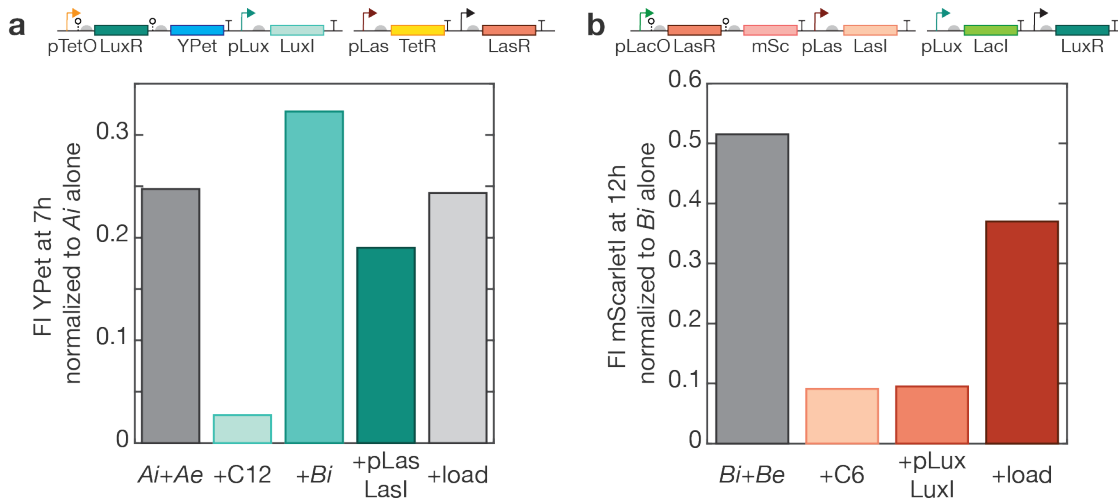 a
pTetO LuxR YPet pLux LuxI pLas TetR LasR
FI YPet at 7h
normalized to Ai alone
0.3
0.2
0.1
0
Ai+Ae +C12 +Bi +pLas LasI +load
b
pLacO LasR mSc pLas LasI pLux LacI LuxR
FI mScarletI at 12h
normalized to Bi alone
0.6
0.5
0.4
0.3
0.2
0.1
0
Bi+Be +C6 +pLux LuxI +load